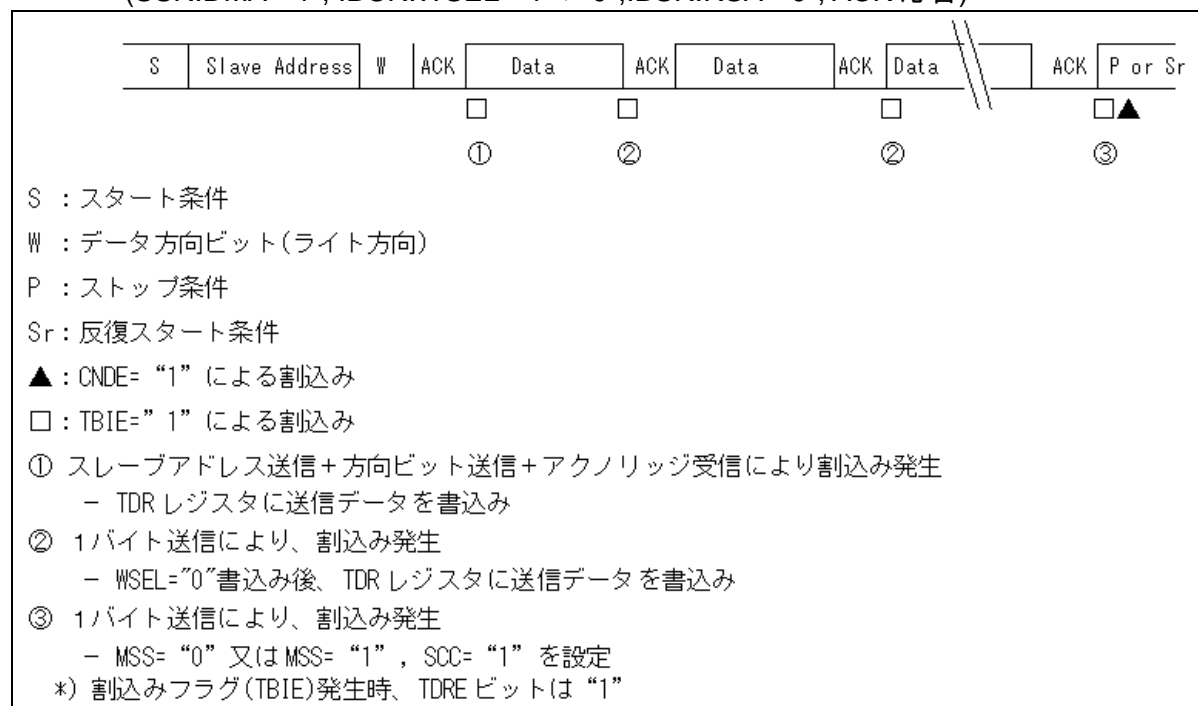 S Slave Address W ACK Data ACK Data ACK Data ACK P or Sr
□ □ □ □▲
① ② ② ③
S :スタート条件
W :データ方向ビット(ライト方向)
P :ストップ条件
Sr:反復スタート条件
▲:CNDE= “1” による割込み
□:TBIE=” 1” による割込み
① スレーブアドレス送信+方向ビット送信+アクノリッジ受信により割込み発生
− TDRレジスタに送信データを書込み
② 1バイト送信により、割込み発生
− WSEL="0"書込み後、TDRレジスタに送信データを書込み
③ 1バイト送信により、割込み発生
− MSS= “0” 又はMSS= “1” , SCC= “1” を設定
*) 割込みフラグ(TBIE)発生時、TDREビットは “1”